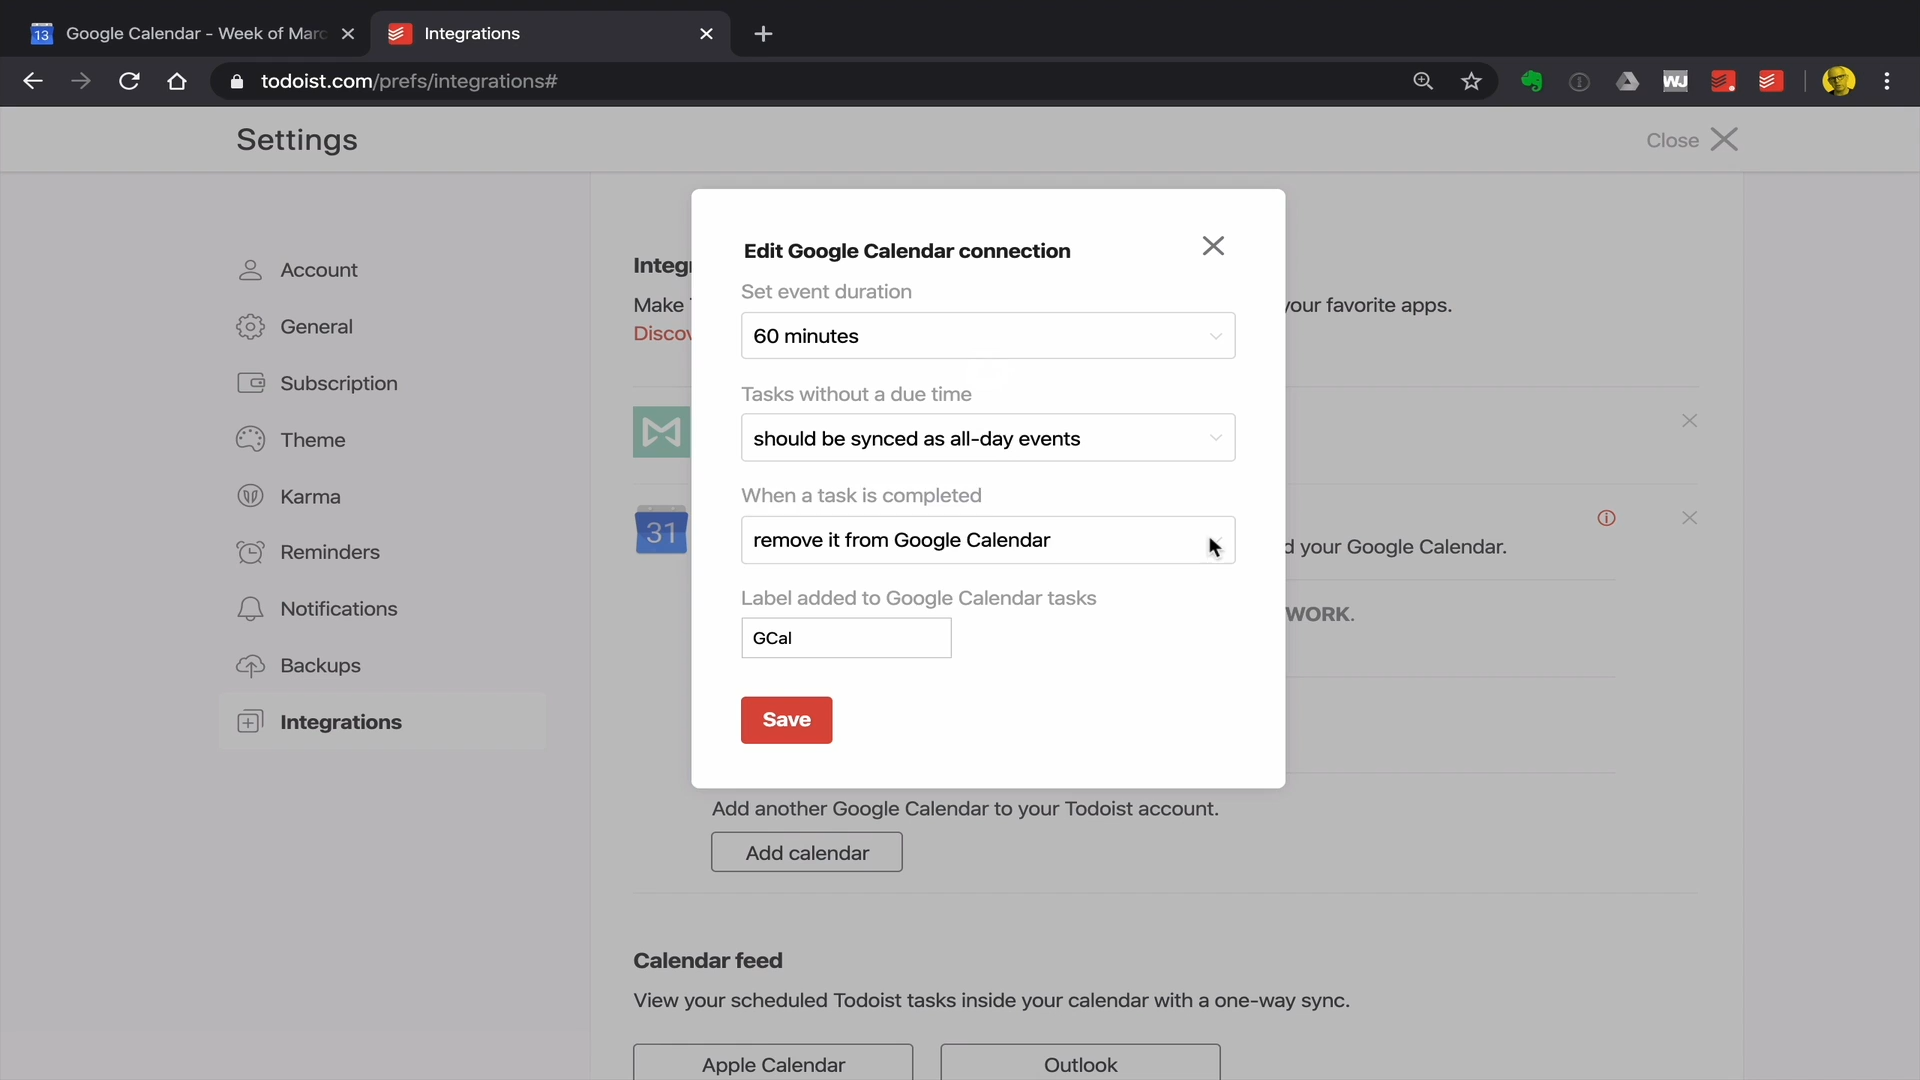 13
Google Calendar - Week of Marc
Integrations
todoist.com/prefs/integrations#
WJ
Settings
Close
Account
General
Subscription
Theme
Karma
Reminders
Notifications
Backups
Integrations
Integr
Make
your favorite apps.
Discov
31
d your Google Calendar.
WORK.
Edit Google Calendar connection
Set event duration
60 minutes
Tasks without a due time
should be synced as all-day events
When a task is completed
remove it from Google Calendar
Label added to Google Calendar tasks
GCal
Save
Add another Google Calendar to your Todoist account.
Add calendar
Calendar feed
View your scheduled Todoist tasks inside your calendar with a one-way sync.
Apple Calendar
Outlook